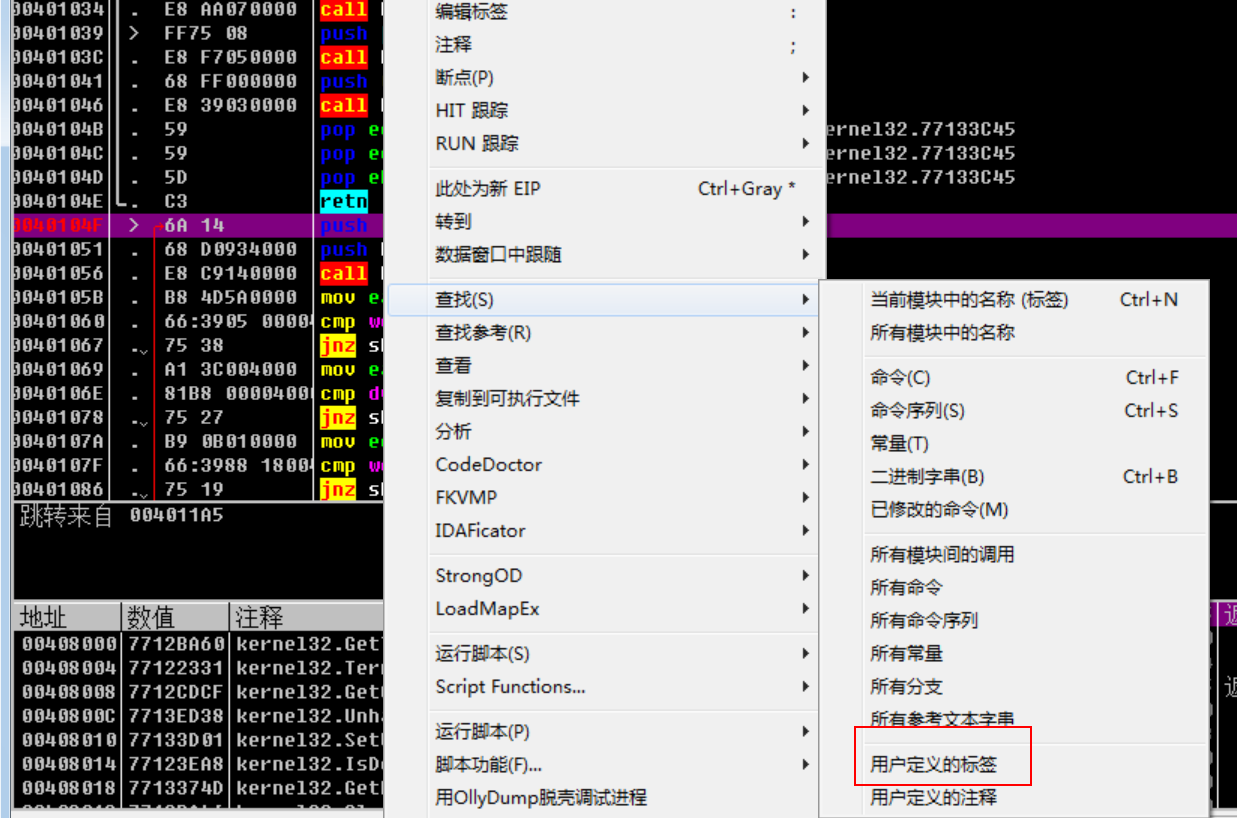 00401034 . E8 AA070000 call
00401039 > FF75 08 push
0040103C . E8 F7050000 call
00401041 . 68 FF000000 push
00401046 . E8 39030000 call
0040104B . 59 pop
0040104C . 59 pop
0040104D . 5D pop
0040104E . C3 retn
0040104F > 6A 14 push
00401051 . 68 D0934000 push
00401056 . E8 C9140000 call
0040105B . B8 4D5A0000 mov
00401060 . 66:3905 0000 cmp
00401067 . 75 38 jnz
00401069 . A1 3C004000 mov
0040106E . 81B8 0000400 cmp
00401078 . 75 27 jnz
0040107A . B9 0B010000 mov
0040107F . 66:3988 1800 cmp
00401086 . 75 19 jnz
ernel32.77133C45
ernel32.77133C45
ernel32.77133C45
跳转来自 004011A5
地址 数值 注释
00408000 7712BA60 kernel32.Get
00408004 77122331 kernel32.Ter
00408008 7712CDCF kernel32.Get
0040800C 7713ED38 kernel32.Unh
00408010 77133D01 kernel32.Set
00408014 77123EA8 kernel32.IsD
00408018 7713374D kernel32.Get
编辑标签 :
注释 ;
断点(P)
HIT 跟踪
RUN 跟踪
此处为新 EIP Ctrl+Gray *
转到
数据窗口中跟随
查找(S)
查找参考(R)
查看
复制到可执行文件
分析
CodeDoctor
FKVMP
IDAFicator
StrongOD
LoadMapEx
运行脚本(S)
Script Functions...
运行脚本(P)
脚本功能(F)...
用OllyDump脱壳调试进程
当前模块中的名称 (标签) Ctrl+N
所有模块中的名称
命令(C) Ctrl+F
命令序列(S) Ctrl+S
常量(T)
二进制字串(B) Ctrl+B
已修改的命令(M)
所有模块间的调用
所有命令
所有命令序列
所有常量
所有分支
所有参考文本字串
用户定义的标签
用户定义的注释